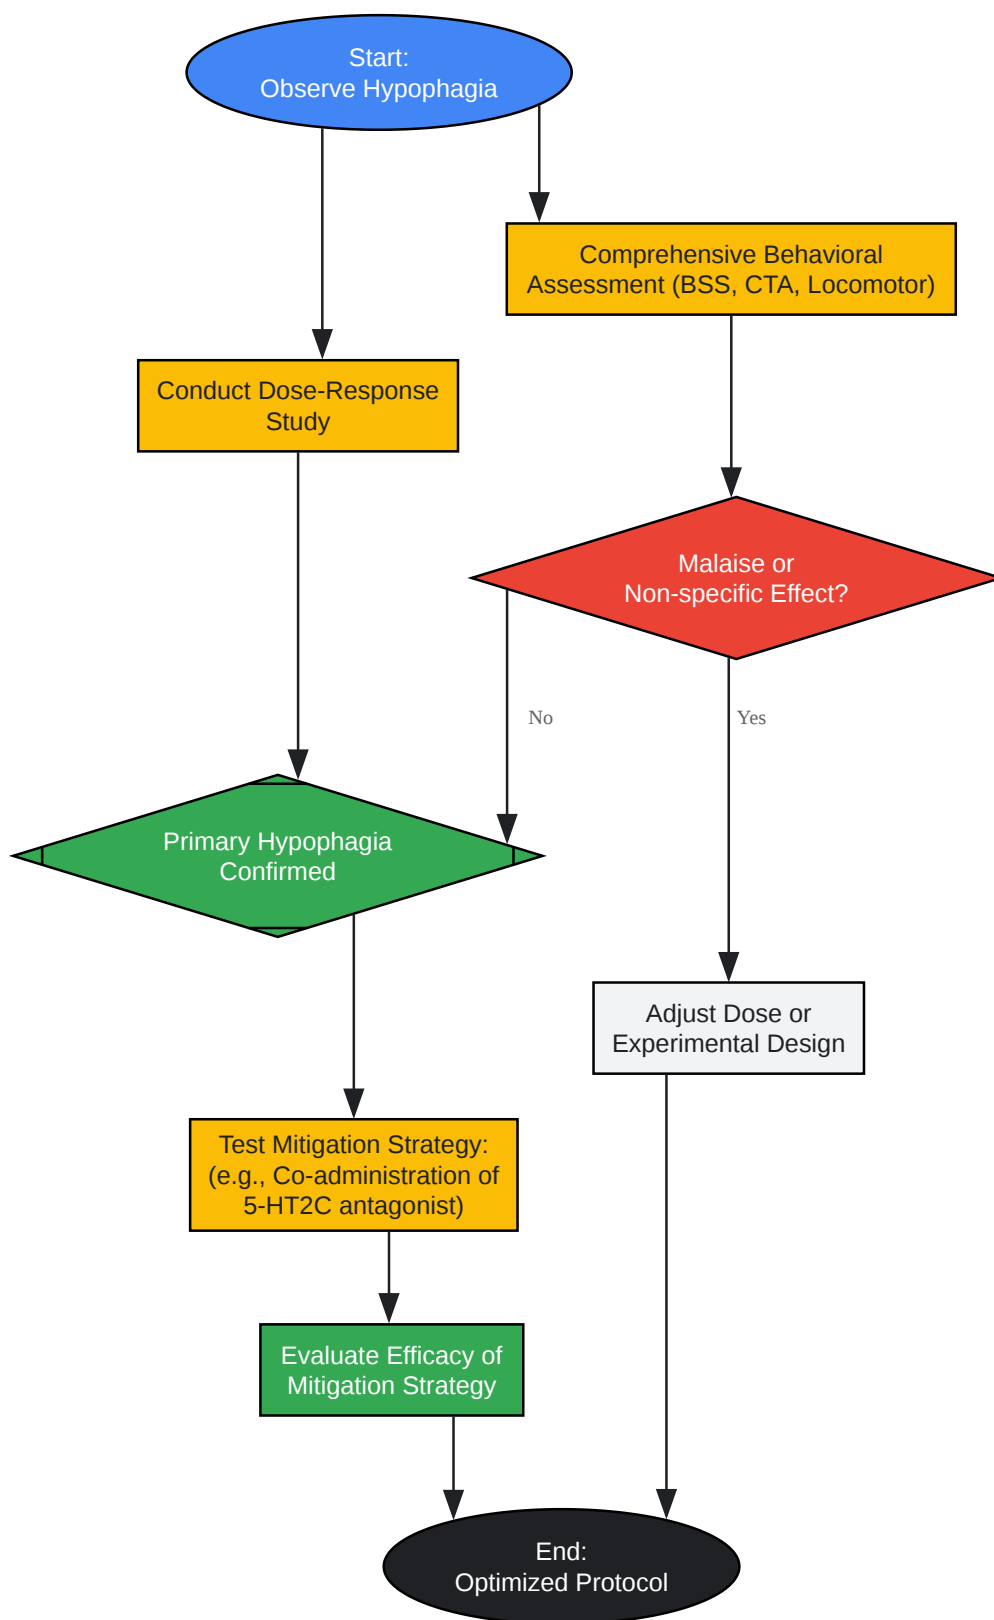 Start:
Observe Hypophagia
Comprehensive Behavioral
Assessment (BSS, CTA, Locomotor)
Conduct Dose-Response
Study
Malaise or
Non-specific Effect?
No
Yes
Primary Hypophagia
Confirmed
Adjust Dose or
Experimental Design
Test Mitigation Strategy:
(e.g., Co-administration of
5-HT2C antagonist)
Evaluate Efficacy of
Mitigation Strategy
End:
Optimized Protocol